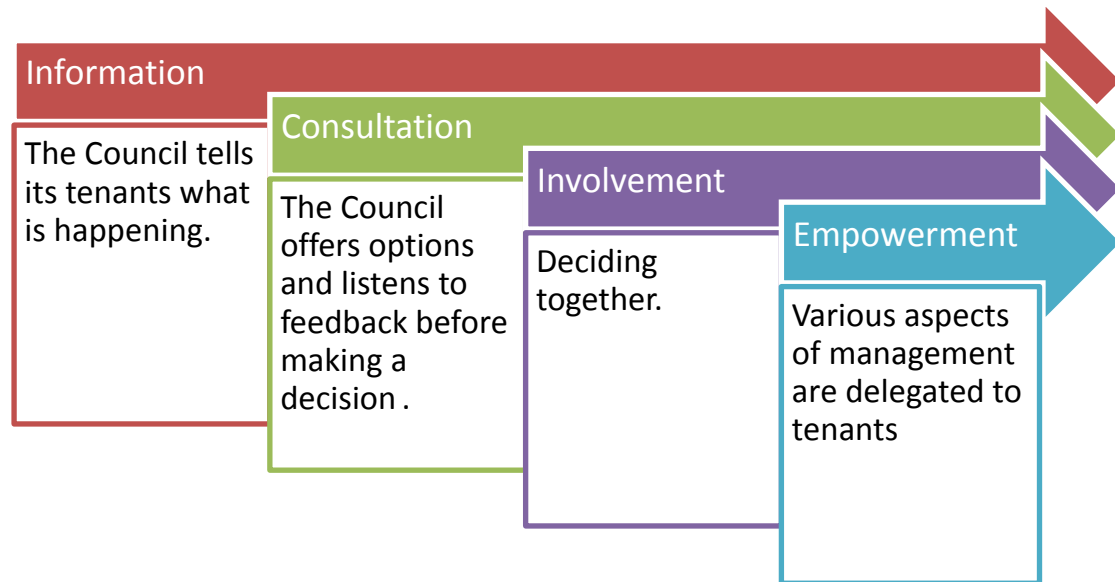 Information
The Council tells
its tenants what
is happening.
Consultation
The Council
offers options
and listens to
feedback before
making a
decision .
Involvement
Deciding
together.
Empowerment
Various aspects
of management
are delegated to
tenants